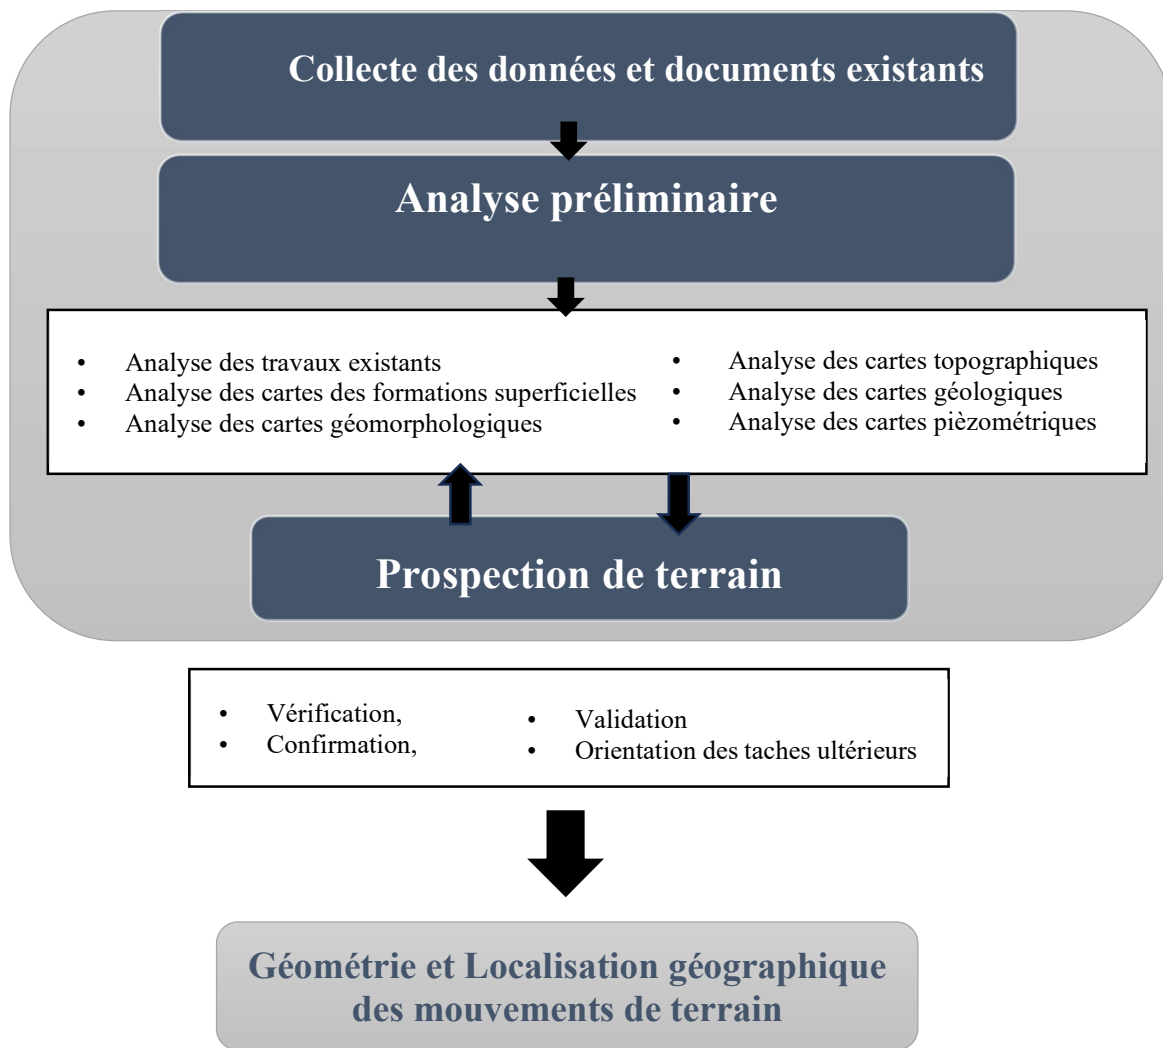 Collecte des données et documents existants
Analyse préliminaire
• Analyse des travaux existants
• Analyse des cartes des formations superficielles
• Analyse des cartes géomorphologiques
• Analyse des cartes topographiques
• Analyse des cartes géologiques
• Analyse des cartes pièzométriques
Prospection de terrain
• Vérification,
• Confirmation,
• Validation
• Orientation des taches ultérieurs
Géométrie et Localisation géographique
des mouvements de terrain